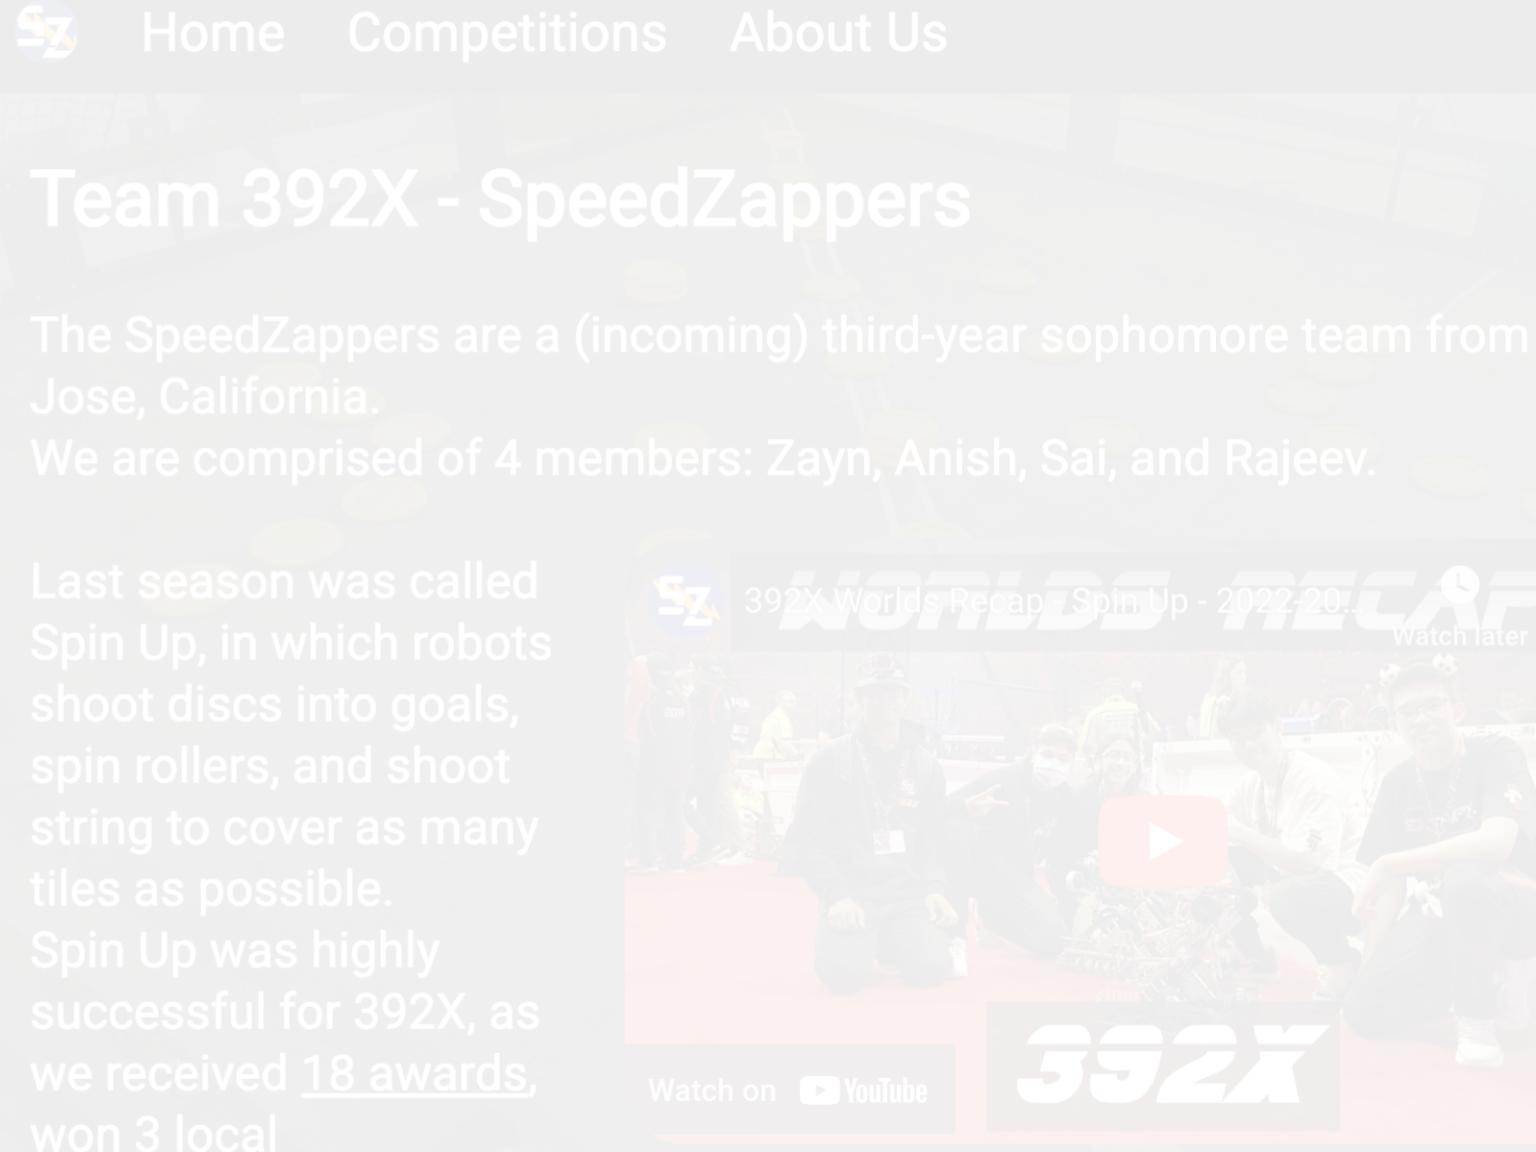 SZ
Home Competitions About Us
Team 392X - SpeedZappers
The SpeedZappers are a (incoming) third-year sophomore team from
Jose, California.
We are comprised of 4 members: Zayn, Anish, Sai, and Rajeev.
Last season was called
Spin Up, in which robots
shoot discs into goals,
spin rollers, and shoot
string to cover as many
tiles as possible.
Spin Up was highly
successful for 392X, as
we received 18 awards,
won 3 local
SZ
WORLDS RECAP
392X Worlds Recap - Spin Up - 2022-20...
Watch later
392X
Watch on YouTube